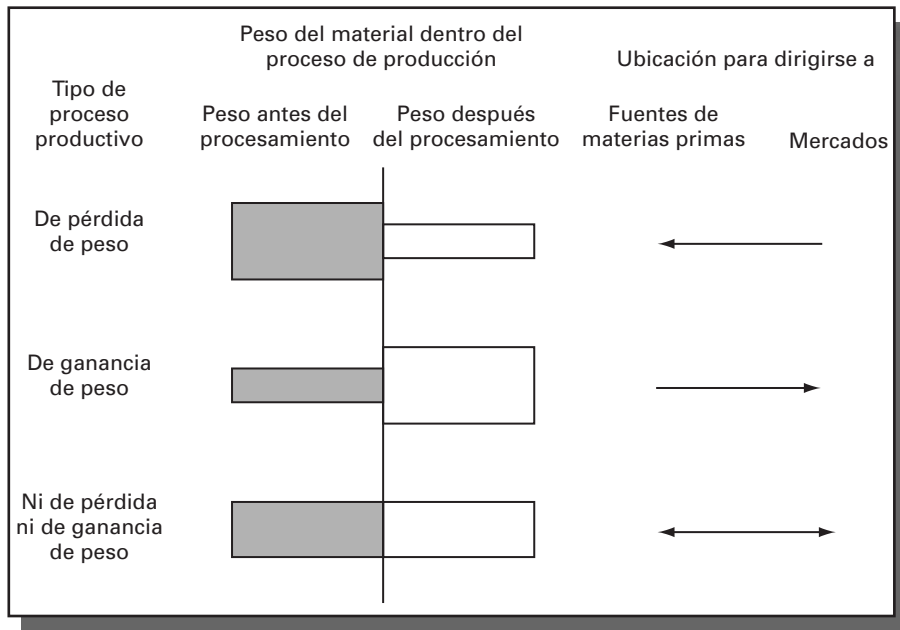 Peso del material dentro del
proceso de producción
Ubicación para dirigirse a
Tipo de
proceso
productivo
Peso antes del
procesamiento
Peso después
del procesamiento
Fuentes de
materias primas
Mercados
De pérdida
de peso
De ganancia
de peso
Ni de pérdida
ni de ganancia
de peso